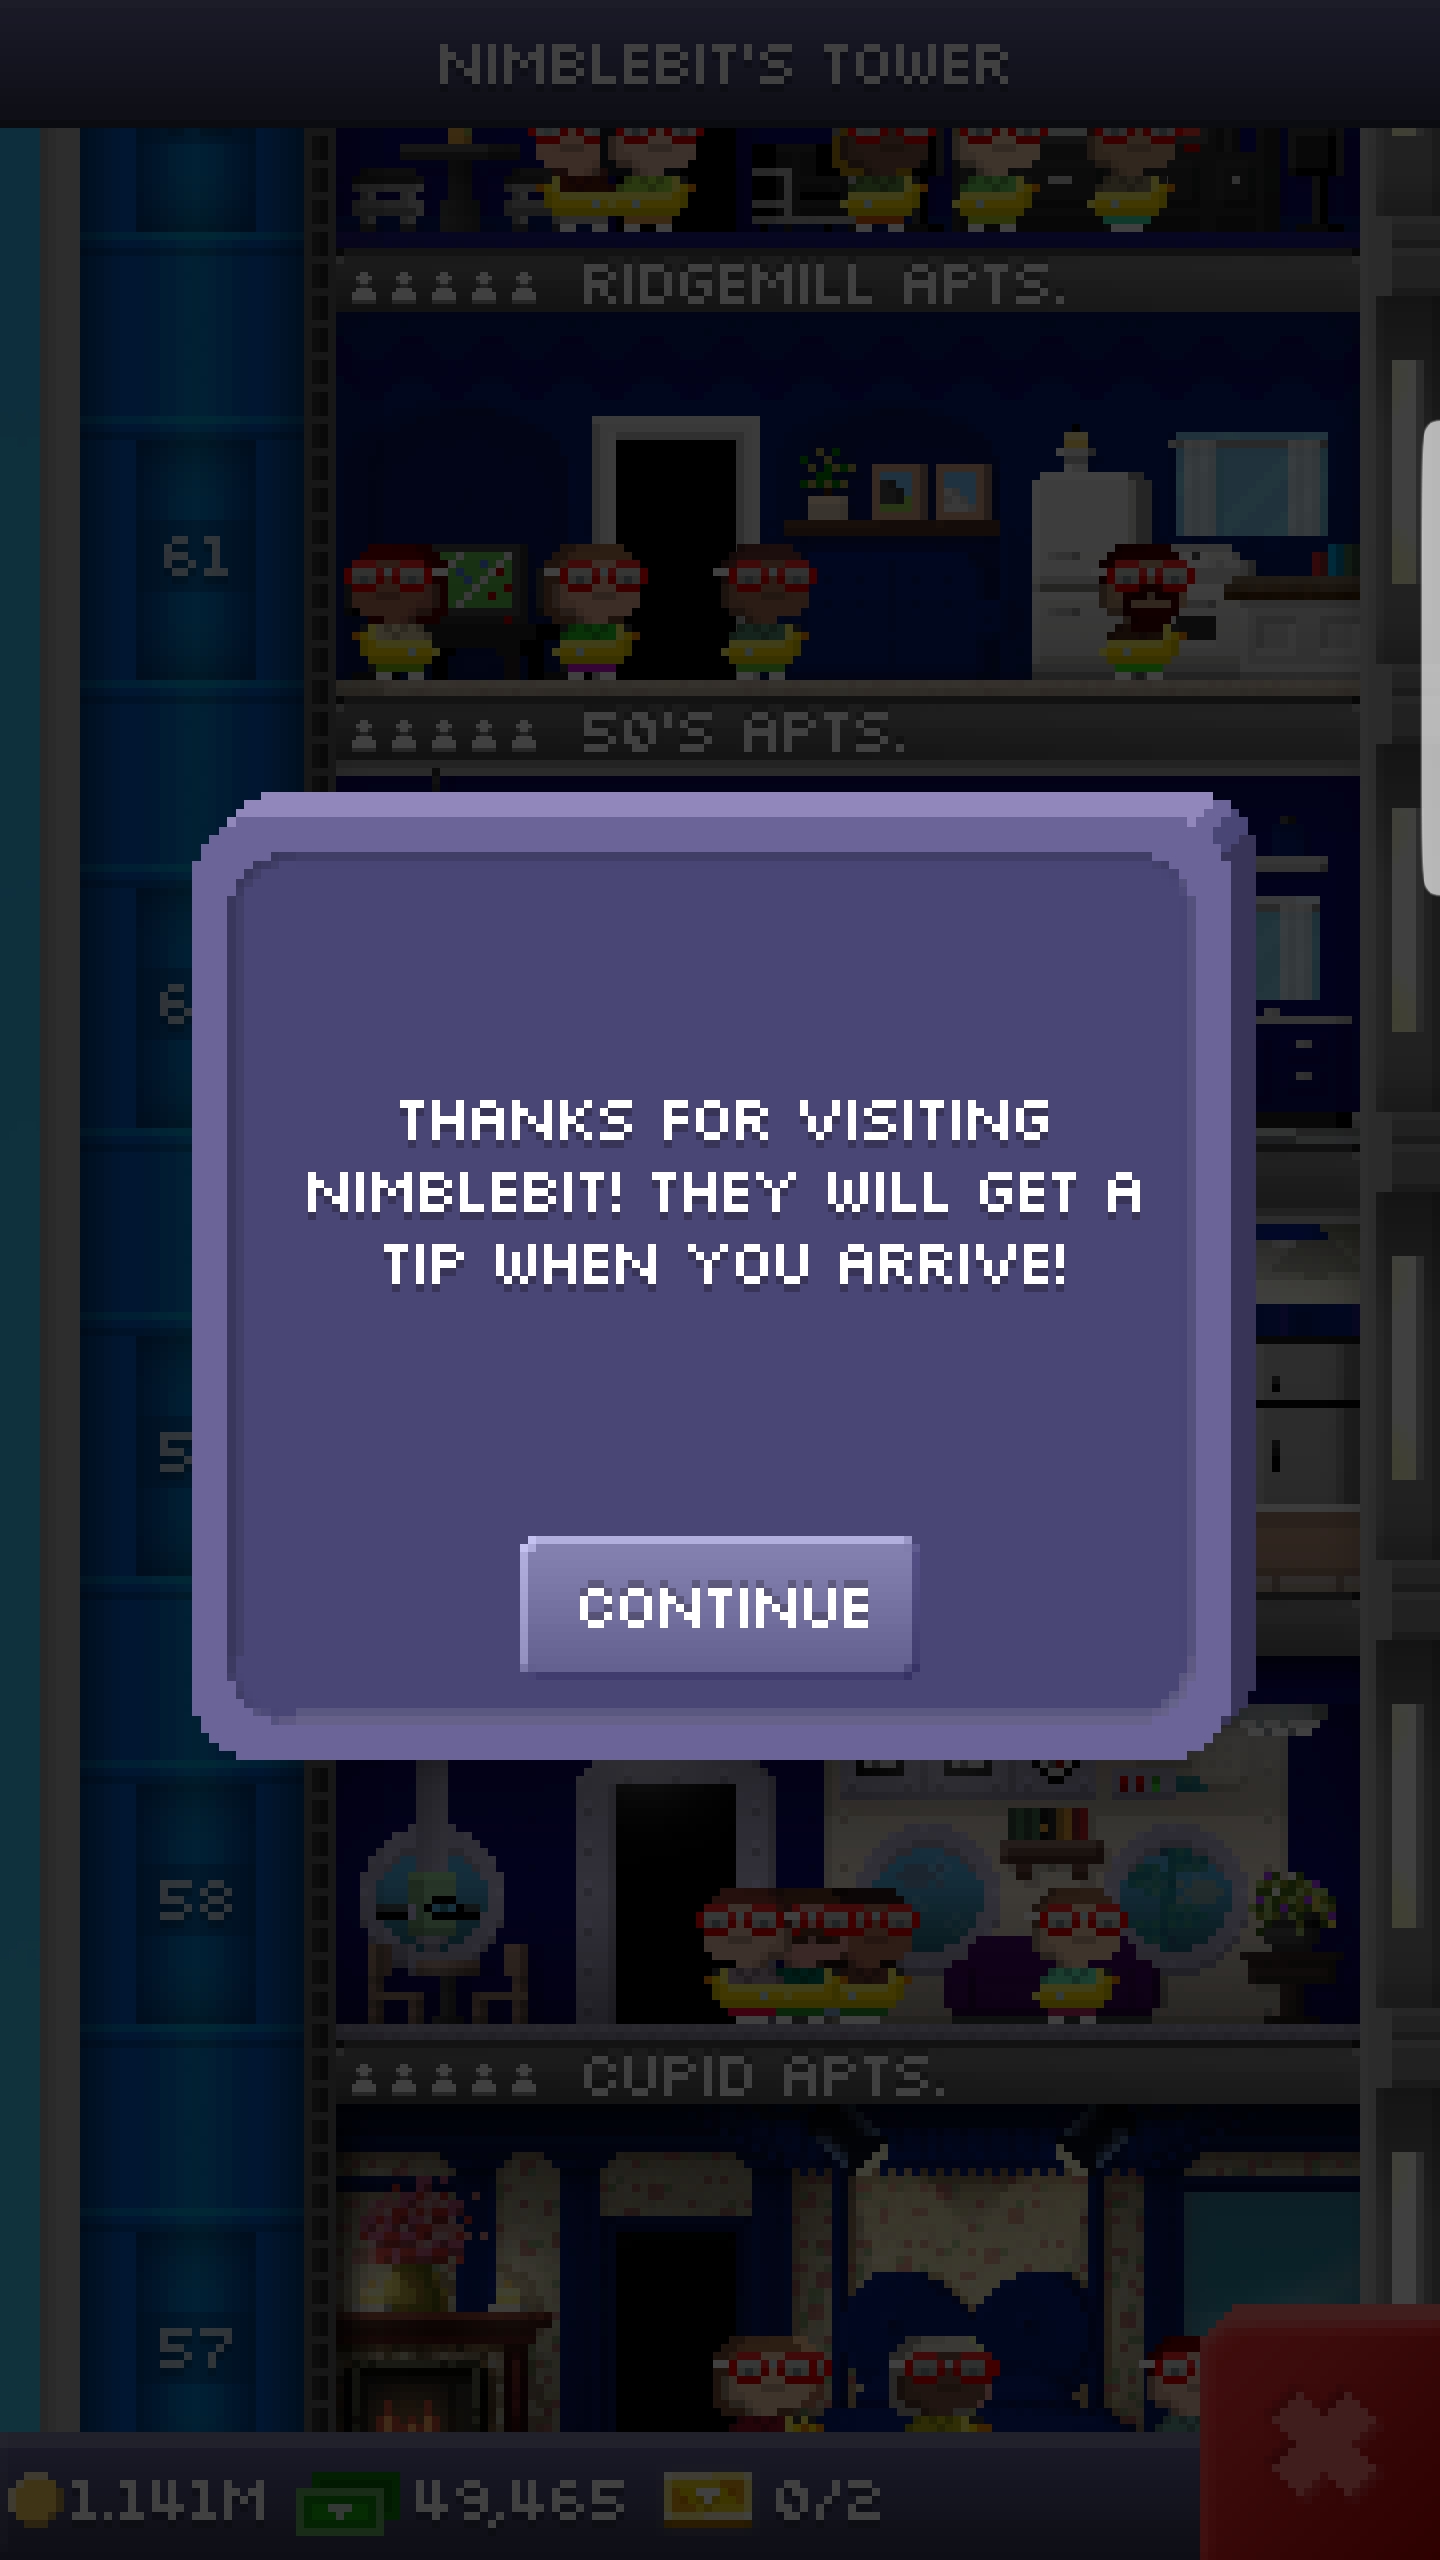 NIMBLEBIT'S TOWER
RIDGEMILL APTS.
61
50'S APTS.
THANKS FOR VISITING
NIMBLEBIT! THEY WILL GET A
TIP WHEN YOU ARRIVE!
CONTINUE
58
CUPID APTS.
57
1.141M 49,465 0/2